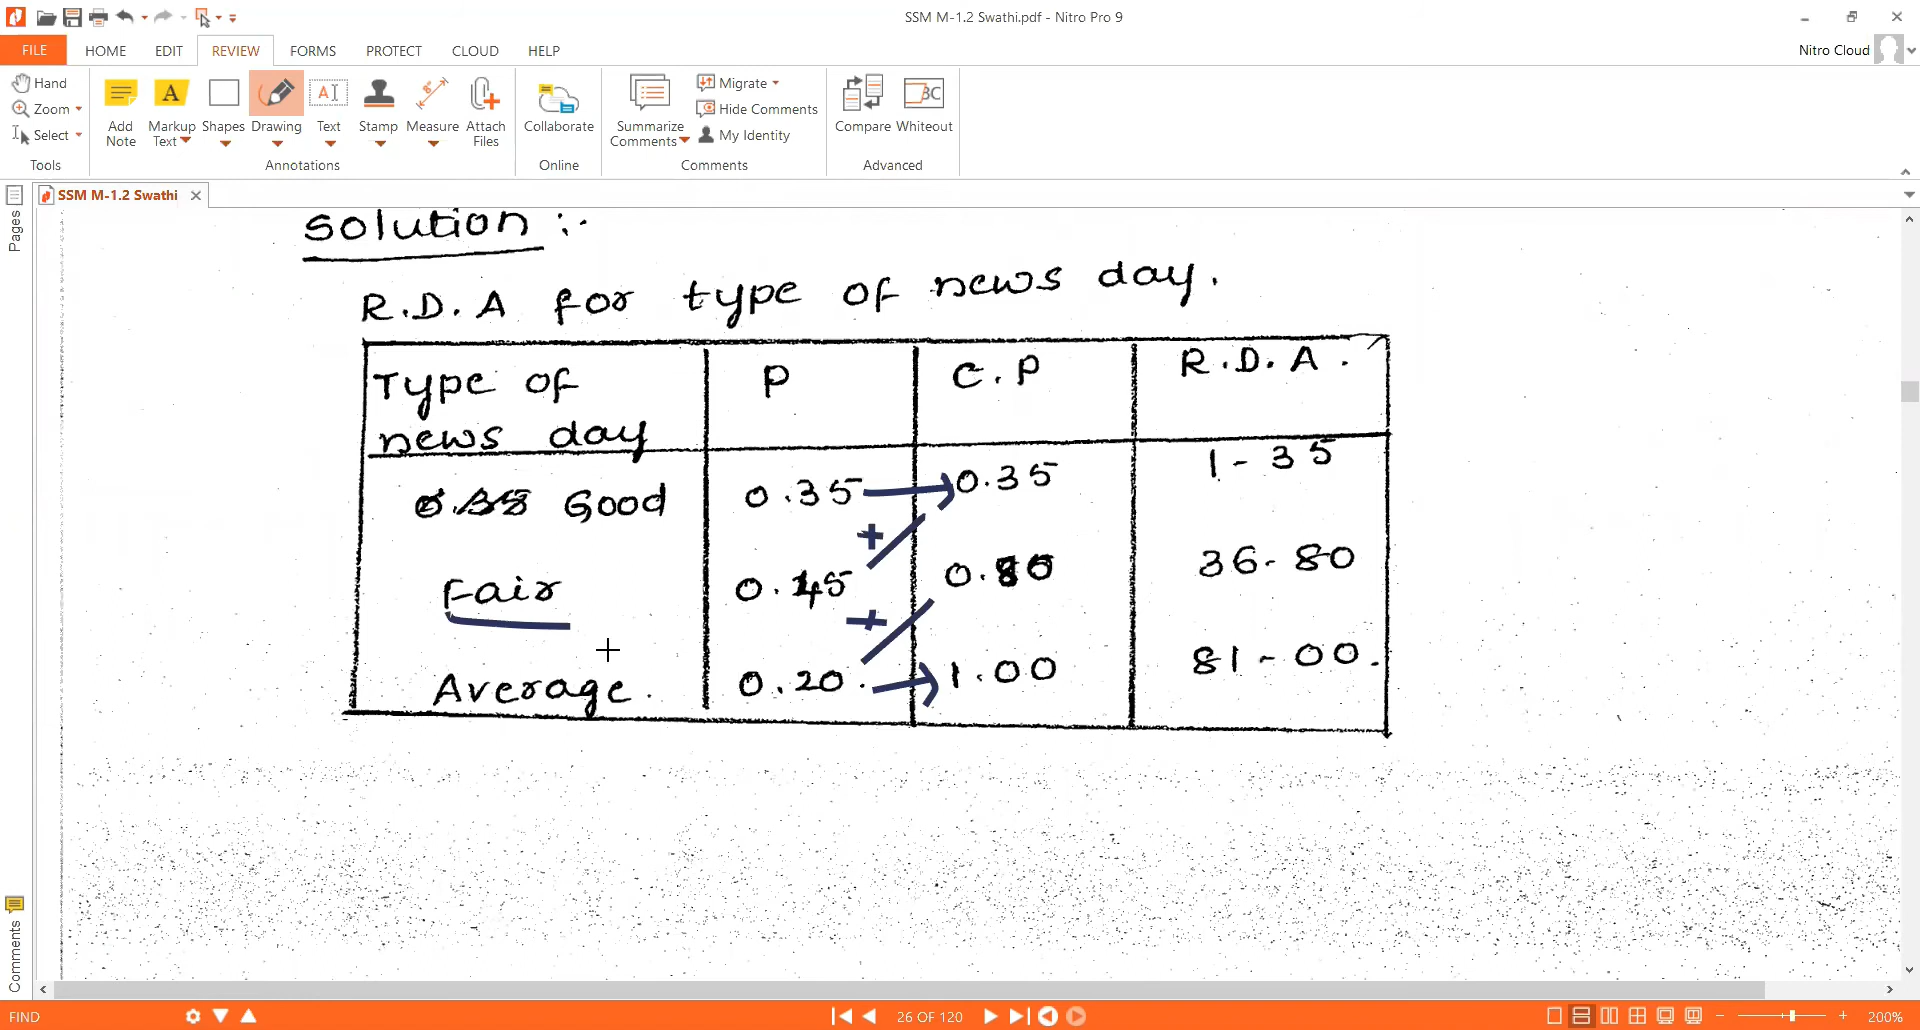 SSM M-1.2 Swathi.pdf - Nitro Pro 9
FILE HOME EDIT REVIEW FORMS PROTECT CLOUD HELP
Nitro Cloud
Hand
Zoom
Select
Tools
Add Note
Markup Text
Shapes
Drawing
Text
Stamp
Measure
Attach Files
Annotations
Collaborate
Online
Summarize Comments
Migrate
Hide Comments
My Identity
Comments
Compare
Whiteout
Advanced
SSM M-1.2 Swathi
Pages
Solution :-
R.D.A for type of news day.
Type of news day P C.P R.D.A.
Good 0.35 0.35 1-35
+
Fair 0.45 0.80 36-80
+
Average. 0.20. 1.00 81-00.
Comments
FIND
26 OF 120
200%